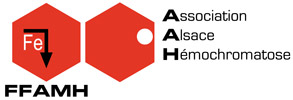 Fe
FFAMH
Association
Alsace
Hémochromatose